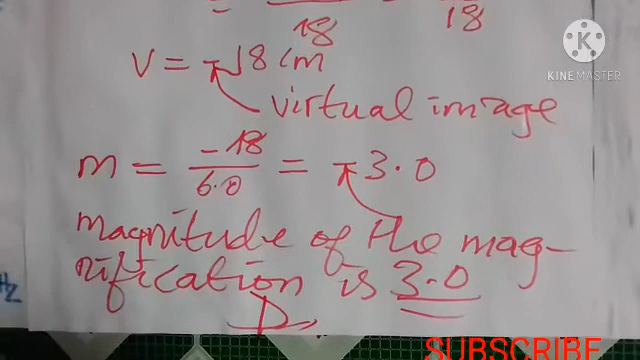 = 18 18
v = -18 cm
KINEMASTER
virtual image
m = -18/6.0 = -3.0
magnitude of the mag-
nification is 3.0
D
Hz
SUBSCRIBE